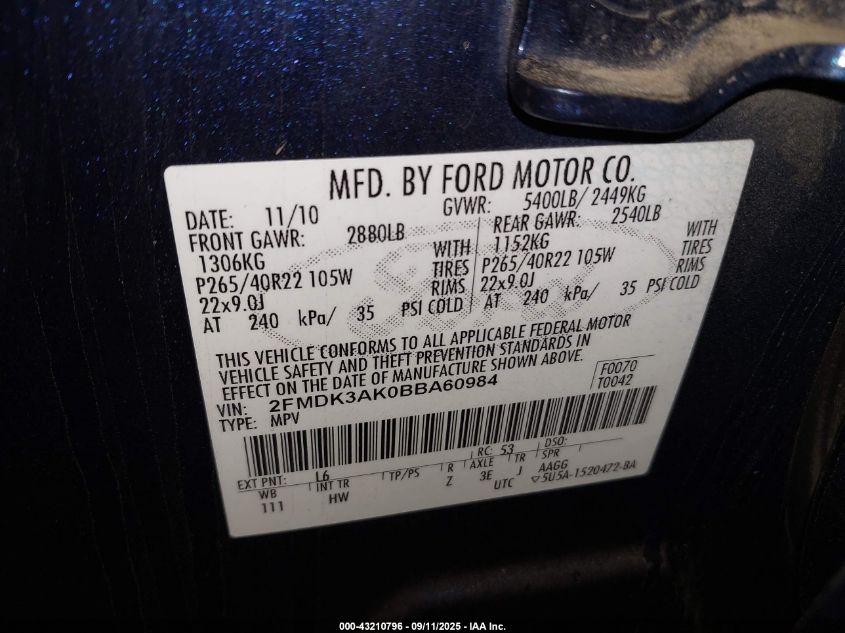 MFD. BY FORD MOTOR CO.
DATE: 11/10 GVWR: 5400LB/ 2449KG
FRONT GAWR: 2880LB REAR GAWR: 2540LB
1306KG WITH 1152KG WITH
P265/40R22 105W TIRES P265/40R22 105W TIRES
22x9.0J RIMS 22x9.0J RIMS
AT 240 kPa/ 35 PSI COLD AT 240 kPa/ 35 PSI COLD
THIS VEHICLE CONFORMS TO ALL APPLICABLE FEDERAL MOTOR
VEHICLE SAFETY AND THEFT PREVENTION STANDARDS IN
EFFECT ON THE DATE OF MANUFACTURE SHOWN ABOVE.
VIN: 2FMDK3AK0BBA60984 F0070
TYPE: MPV T0042
EXT PNT: L6 RC: 53 DSO:
WB INT TR TP/PS R AXLE TR SPR
111 HW Z 3E J AAGG
UTC ▽5U5A-1520472-BA
000-43210796 - 09/11/2025 - IAA Inc.